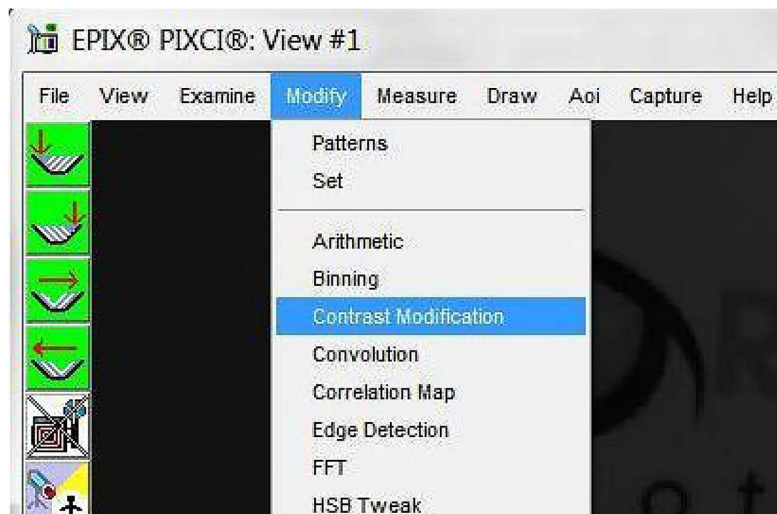 EPIX® PIXCI®: View #1
File View Examine Modify Measure Draw Aoi Capture Help
Patterns
Set
Arithmetic
Binning
Contrast Modification
Convolution
Correlation Map
Edge Detection
FFT
HSB Tweak
R
o t